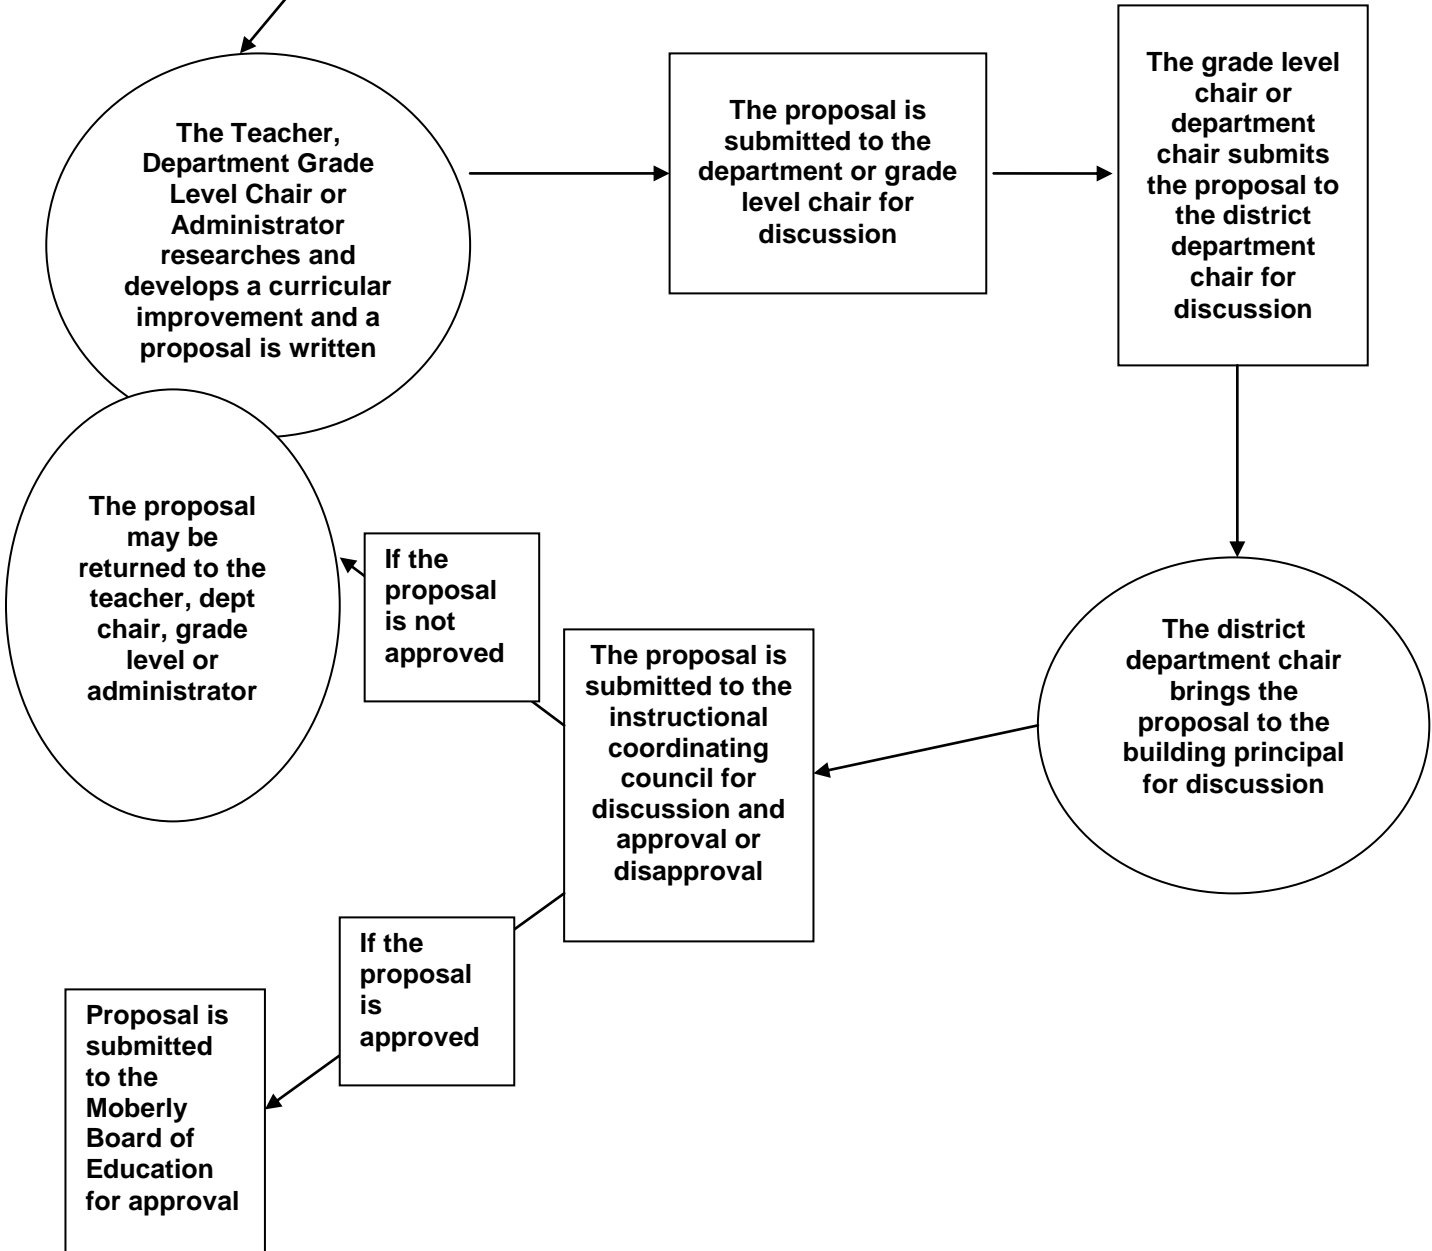 The Teacher,
Department Grade
Level Chair or
Administrator
researches and
develops a curricular
improvement and a
proposal is written
The proposal is
submitted to the
department or grade
level chair for
discussion
The grade level
chair or
department
chair submits
the proposal to
the district
department
chair for
discussion
The district
department chair
brings the
proposal to the
building principal
for discussion
The proposal is
submitted to the
instructional
coordinating
council for
discussion and
approval or
disapproval
If the
proposal
is not
approved
The proposal
may be
returned to the
teacher, dept
chair, grade
level or
administrator
If the
proposal
is
approved
Proposal is
submitted
to the
Moberly
Board of
Education
for approval